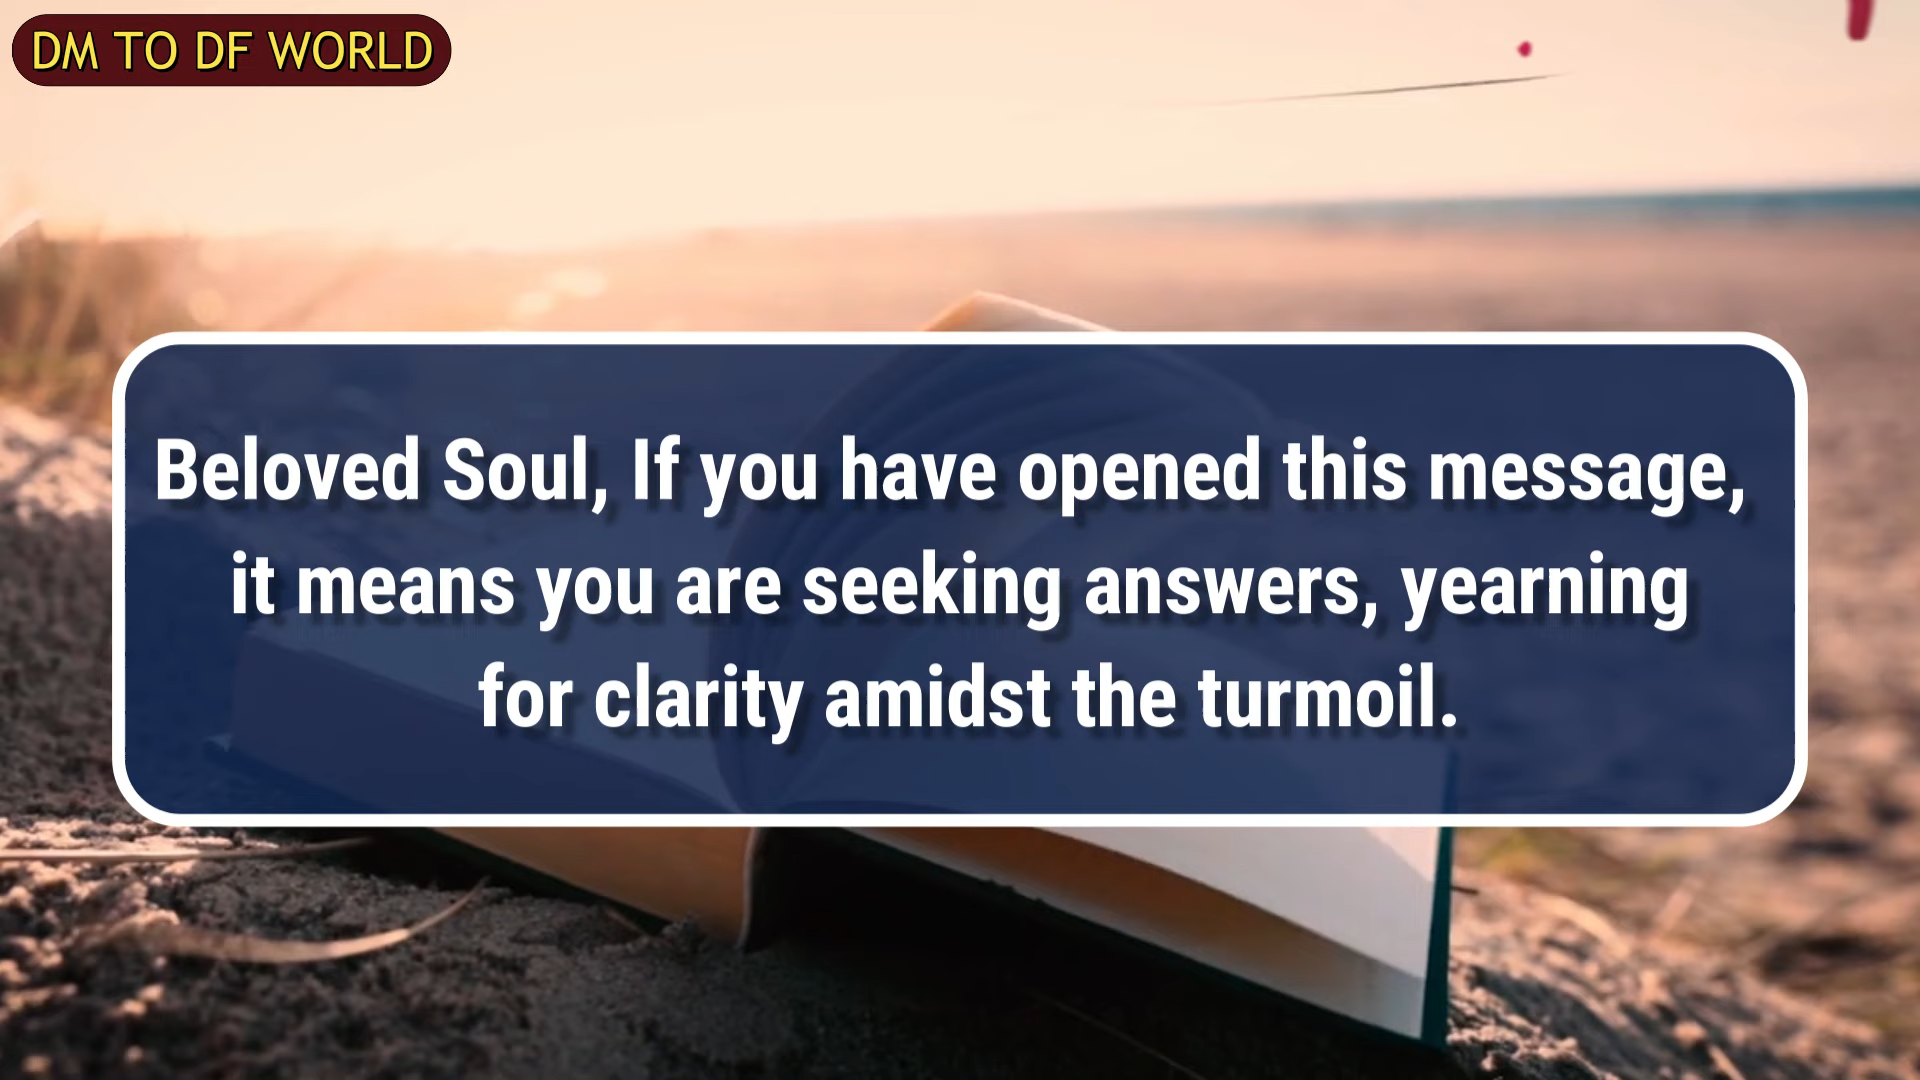 DM TO DF WORLD
Beloved Soul, If you have opened this message,
it means you are seeking answers, yearning
for clarity amidst the turmoil.